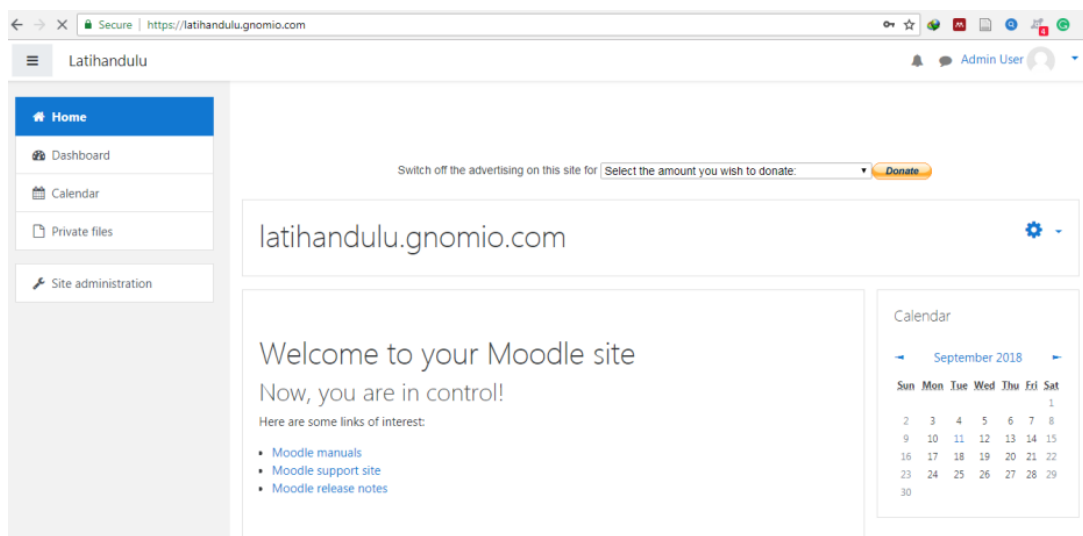 Secure | https://latihandulu.gnomio.com
4
Latihandulu
Admin User
Home
Dashboard
Calendar
Private files
Site administration
Switch off the advertising on this site for Select the amount you wish to donate: Donate
latihandulu.gnomio.com
Welcome to your Moodle site
Now, you are in control!
Here are some links of interest:
Moodle manuals
Moodle support site
Moodle release notes
Calendar
September 2018
Sun Mon Tue Wed Thu Fri Sat
1
2 3 4 5 6 7 8
9 10 11 12 13 14 15
16 17 18 19 20 21 22
23 24 25 26 27 28 29
30